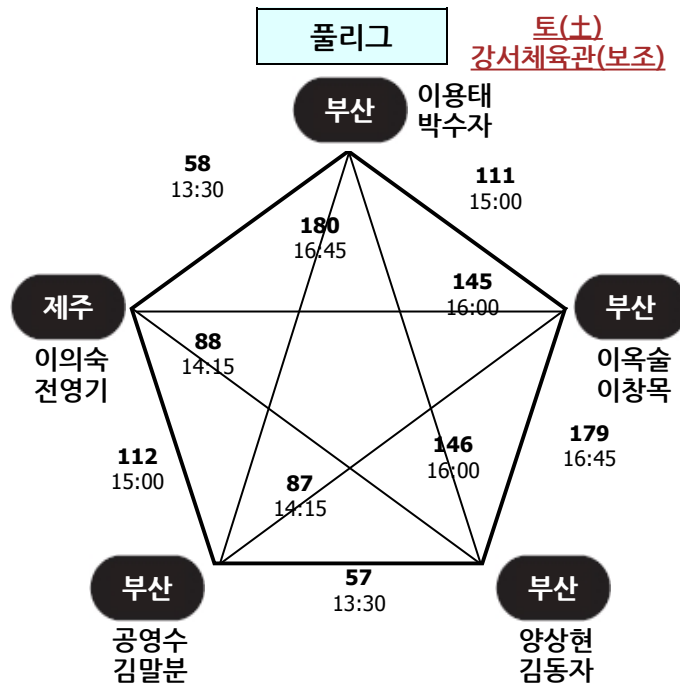 풀리그
토(土)
강서체육관(보조)
부산
이용태
박수자
58
13:30
111
15:00
180
16:45
145
16:00
제주
이의숙
전영기
부산
이옥술
이창목
88
14:15
112
15:00
87
14:15
146
16:00
179
16:45
부산
공영수
김말분
57
13:30
부산
양상현
김동자